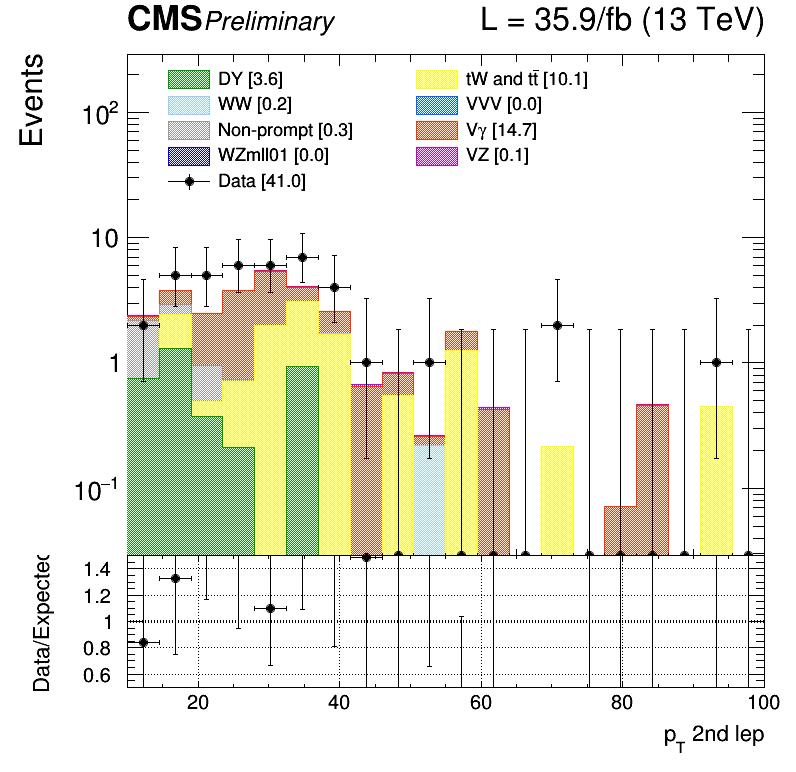 CMS Preliminary L = 35.9/fb (13 TeV)
Events
DY [3.6]
tW and tt̄ [10.1]
WW [0.2]
VVV [0.0]
Non-prompt [0.3]
Vγ [14.7]
WZmll01 [0.0]
VZ [0.1]
Data [41.0]
10²
10
1
10⁻¹
Data/Expected
1.4
1.2
1
0.8
0.6
20 40 60 80 100
p_T 2nd lep